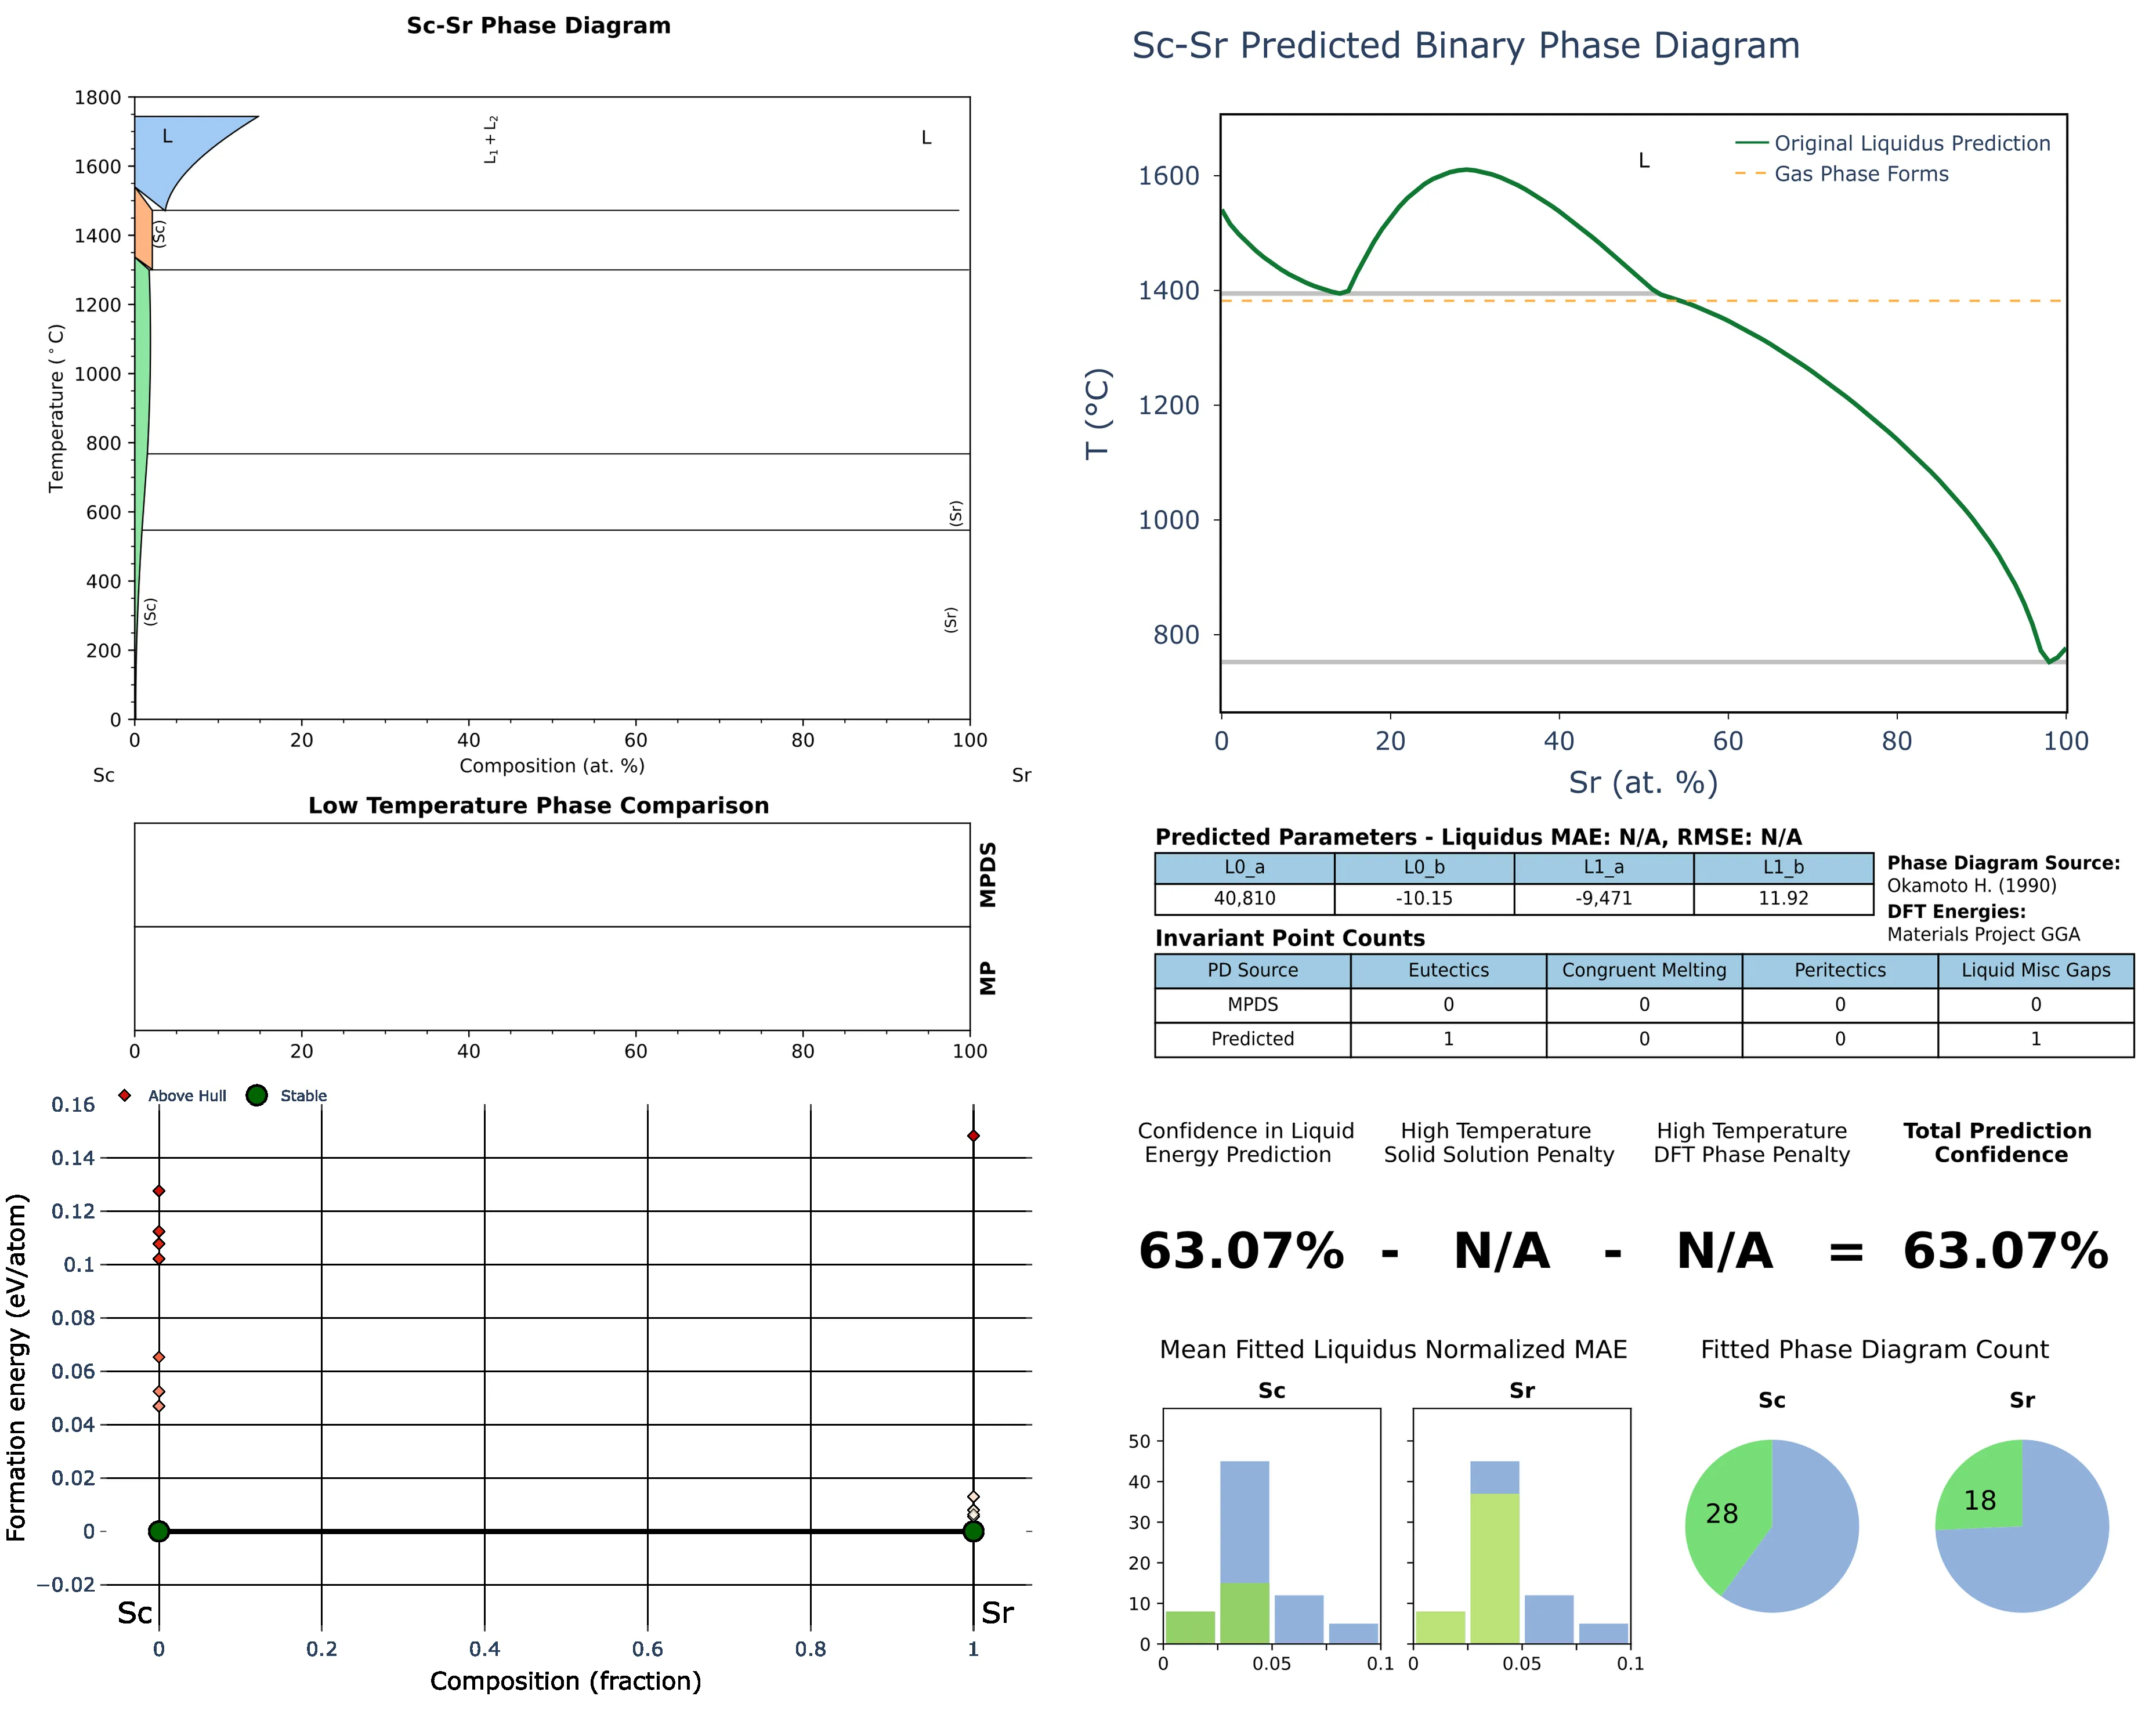 Sc-Sr Phase Diagram
1800
1600
1400
1200
1000
800
600
400
200
0
Temperature (°C)
L
L₁ + L₂
L
(Sc)
(Sr)
(Sc)
(Sr)
0 20 40 60 80 100
Composition (at. %)
Sc Sr
Low Temperature Phase Comparison
MPDS
MP
0 20 40 60 80 100
Above Hull Stable
0.16
0.14
0.12
0.1
0.08
0.06
0.04
0.02
0
−0.02
Formation energy (eV/atom)
Sc Sr
0 0.2 0.4 0.6 0.8 1
Composition (fraction)
Sc-Sr Predicted Binary Phase Diagram
L
Original Liquidus Prediction
Gas Phase Forms
1600
1400
1200
1000
800
T (°C)
0 20 40 60 80 100
Sr (at. %)
Predicted Parameters - Liquidus MAE: N/A, RMSE: N/A
L0_a L0_b L1_a L1_b
40,810 -10.15 -9,471 11.92
Phase Diagram Source:
Okamoto H. (1990)
DFT Energies:
Materials Project GGA
Invariant Point Counts
PD Source Eutectics Congruent Melting Peritectics Liquid Misc Gaps
MPDS 0 0 0 0
Predicted 1 0 0 1
Confidence in Liquid
Energy Prediction
High Temperature
Solid Solution Penalty
High Temperature
DFT Phase Penalty
Total Prediction
Confidence
63.07% - N/A - N/A = 63.07%
Mean Fitted Liquidus Normalized MAE
Sc Sr
50
40
30
20
10
0
0 0.05 0.1 0 0.05 0.1
Fitted Phase Diagram Count
Sc Sr
28 18